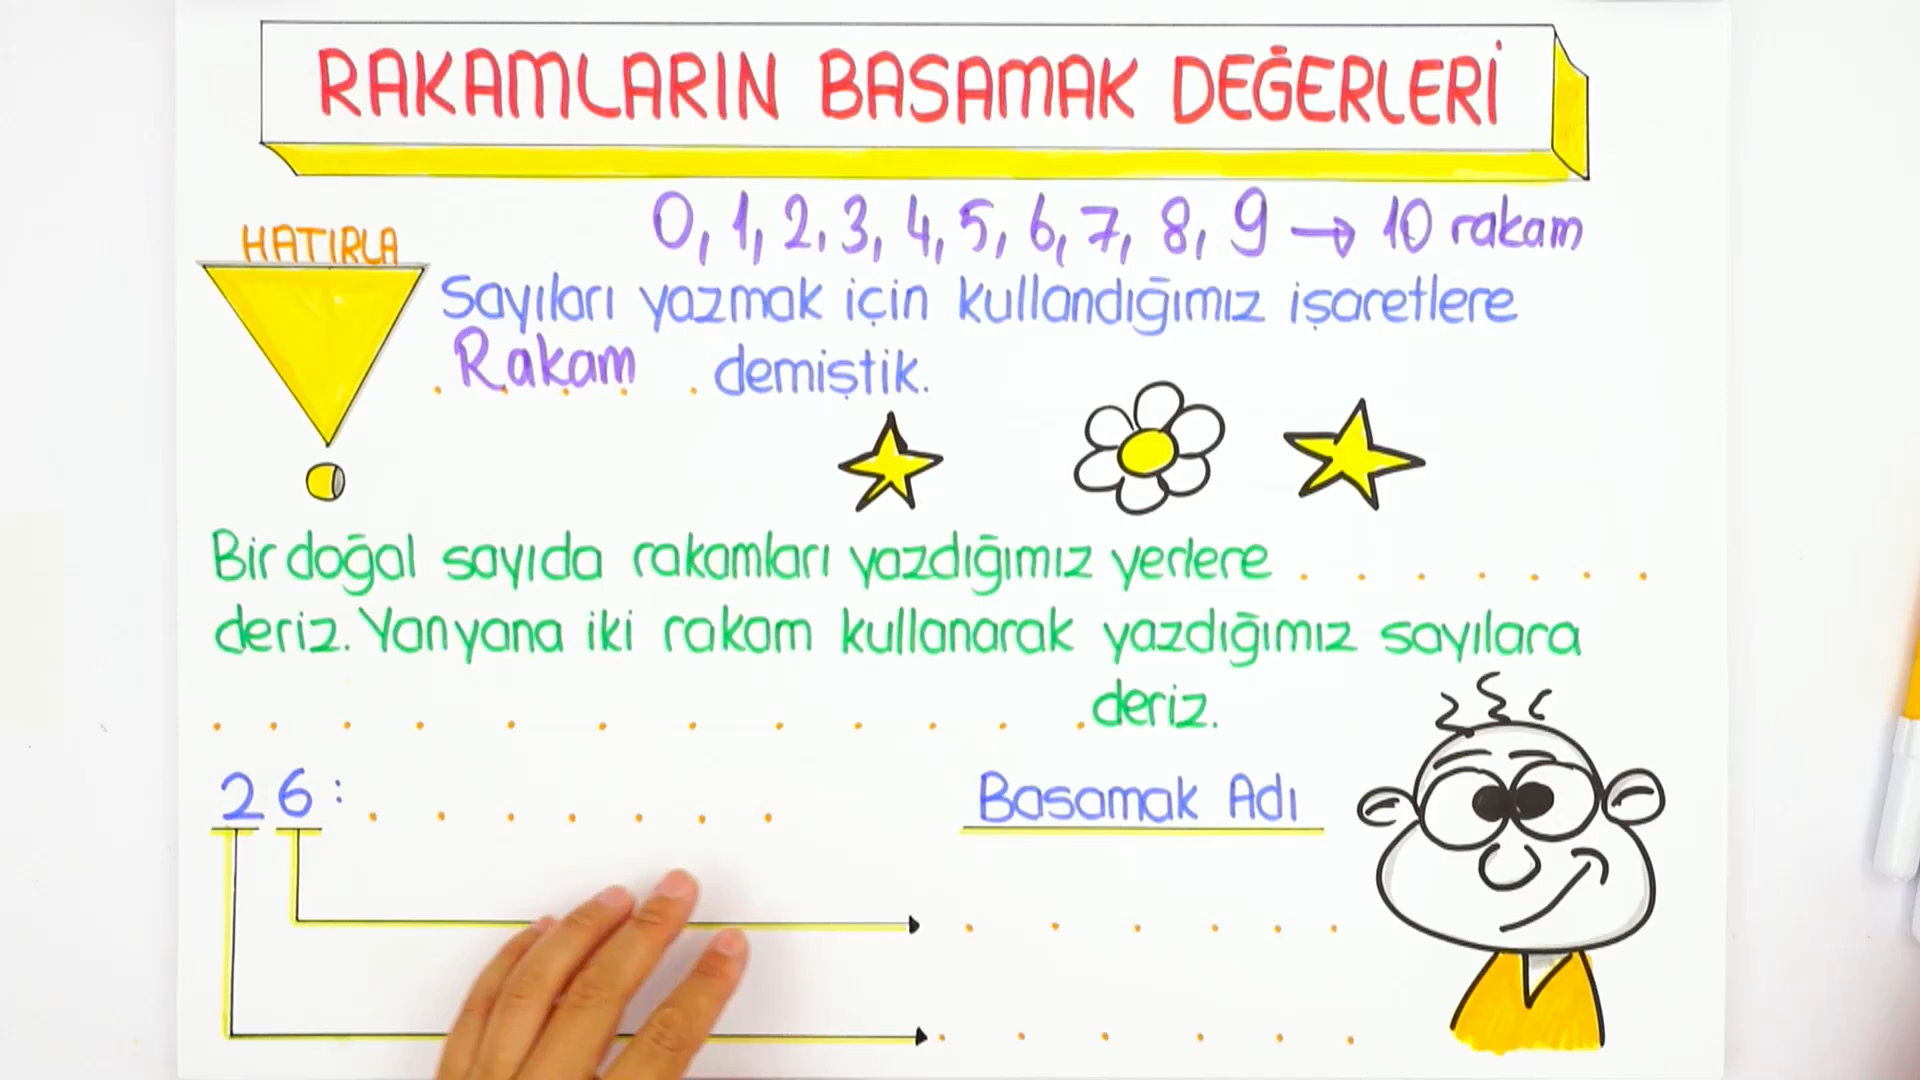 RAKAMLARIN BASAMAK DEĞERLERİ
0, 1, 2, 3, 4, 5, 6, 7, 8, 9 → 10 rakam
HATIRLA
Sayıları yazmak için kullandığımız işaretlere
. Rakam . demiştik.
Bir doğal sayıda rakamları yazdığımız yerlere . . . . . . .
deriz. Yanyana iki rakam kullanarak yazdığımız sayılara
. . . . . . . . . . . . deriz.
26: . . . . . . .
Basamak Adı
. . . . . .
. . . . . .